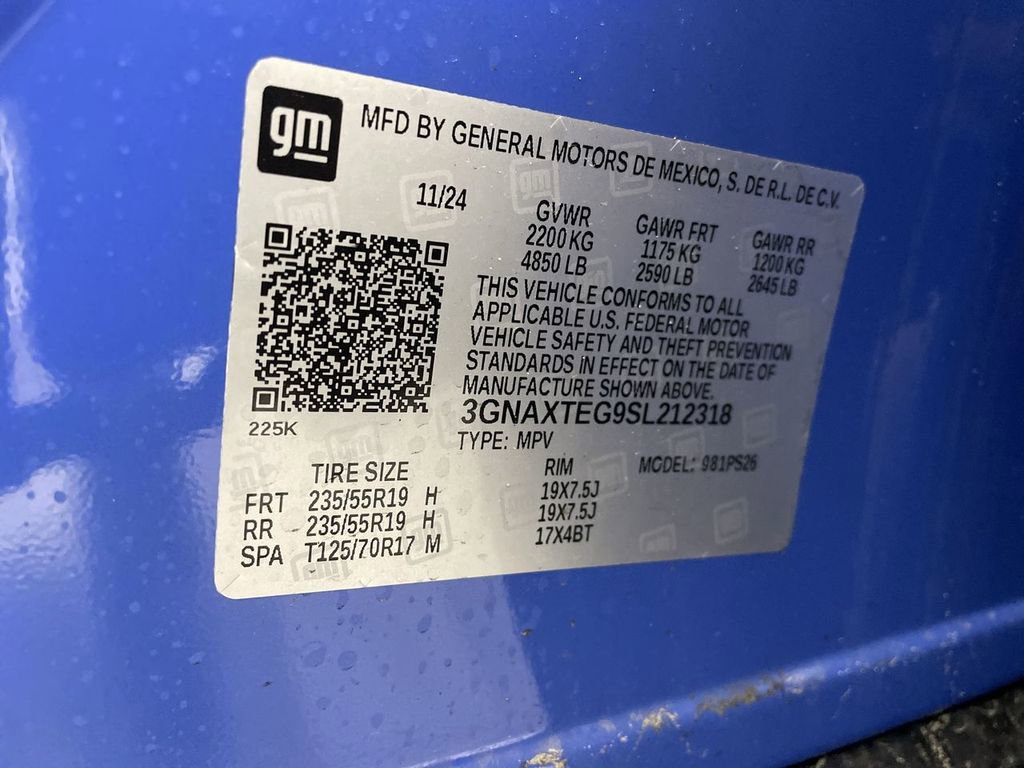 gm
MFD BY GENERAL MOTORS DE MEXICO, S. DE R.L. DE C.V.
11/24
GVWR
2200 KG
4850 LB
GAWR FRT
1175 KG
2590 LB
GAWR RR
1200 KG
2645 LB
THIS VEHICLE CONFORMS TO ALL
APPLICABLE U.S. FEDERAL MOTOR
VEHICLE SAFETY AND THEFT PREVENTION
STANDARDS IN EFFECT ON THE DATE OF
MANUFACTURE SHOWN ABOVE.
3GNAXTEG9SL212318
TYPE: MPV
MODEL: 981PS26
225K
TIRE SIZE RIM
FRT 235/55R19 H 19X7.5J
RR 235/55R19 H 19X7.5J
SPA T125/70R17 M 17X4BT